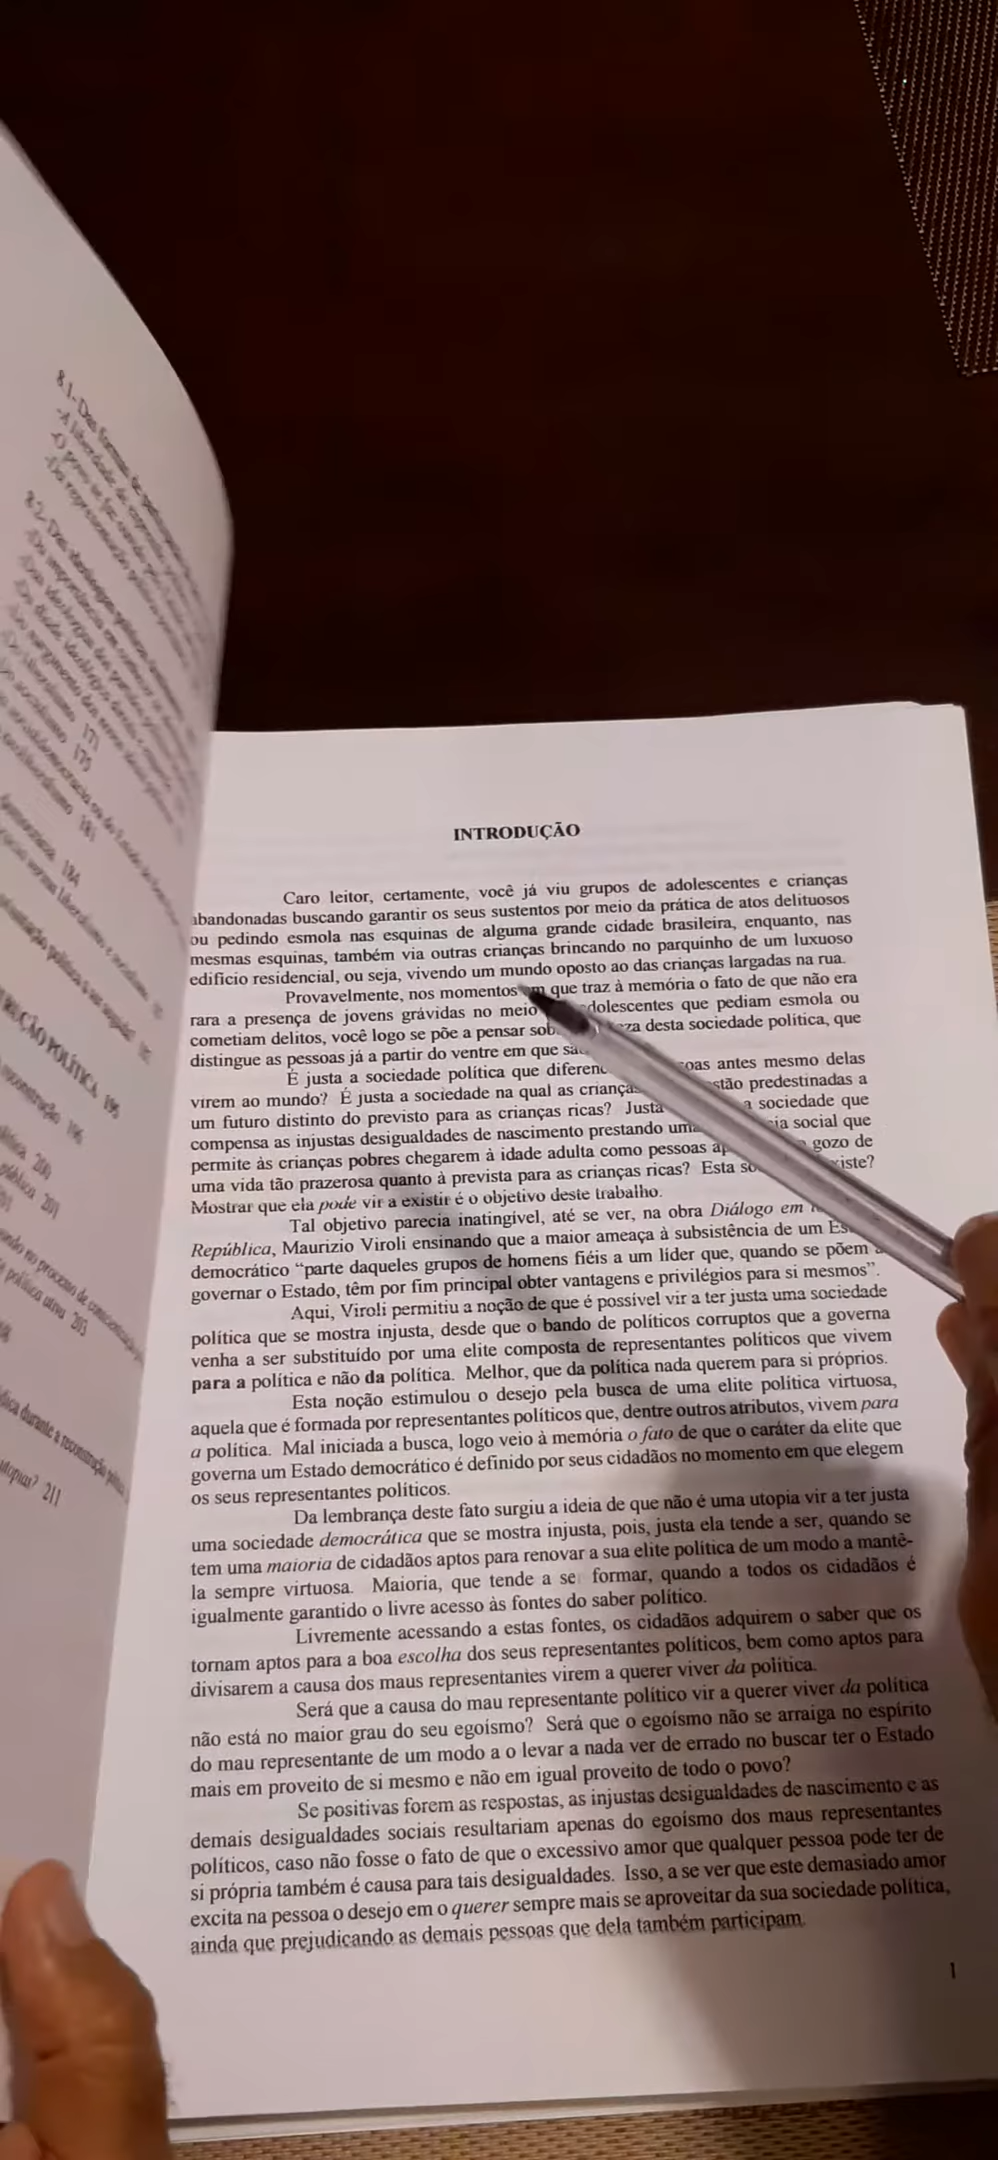 171
175
181
184
195
196
200
201
203
utopias? 211
INTRODUÇÃO
Caro leitor, certamente, você já viu grupos de adolescentes e crianças
abandonadas buscando garantir os seus sustentos por meio da prática de atos delituosos
ou pedindo esmola nas esquinas de alguma grande cidade brasileira, enquanto, nas
mesmas esquinas, também via outras crianças brincando no parquinho de um luxuoso
edifício residencial, ou seja, vivendo um mundo oposto ao das crianças largadas na rua.
Provavelmente, nos momentos em que traz à memória o fato de que não era
rara a presença de jovens grávidas no meio adolescentes que pediam esmola ou
cometiam delitos, você logo se põe a pensar desta sociedade política, que
distingue as pessoas já a partir do ventre em que
É justa a sociedade política que antes mesmo delas
virem ao mundo? É justa a sociedade na qual as crianças predestinadas a
um futuro distinto do previsto para as crianças ricas? Justa a sociedade que
compensa as injustas desigualdades de nascimento prestando social que
permite às crianças pobres chegarem à idade adulta como pessoas gozo de
uma vida tão prazerosa quanto à prevista para as crianças ricas? Esta
Mostrar que ela pode vir a existir é o objetivo deste trabalho.
Tal objetivo parecia inatingível, até se ver, na obra Diálogo em
República, Maurizio Viroli ensinando que a maior ameaça à subsistência de um
democrático “parte daqueles grupos de homens fiéis a um líder que, quando se põem
governar o Estado, têm por fim principal obter vantagens e privilégios para si mesmos”.
Aqui, Viroli permitiu a noção de que é possível vir a ter justa uma sociedade
política que se mostra injusta, desde que o bando de políticos corruptos que a governa
venha a ser substituído por uma elite composta de representantes políticos que vivem
para a política e não da política. Melhor, que da política nada querem para si próprios.
Esta noção estimulou o desejo pela busca de uma elite política virtuosa,
aquela que é formada por representantes políticos que, dentre outros atributos, vivem para
a política. Mal iniciada a busca, logo veio à memória o fato de que o caráter da elite que
governa um Estado democrático é definido por seus cidadãos no momento em que elegem
os seus representantes políticos.
Da lembrança deste fato surgiu a ideia de que não é uma utopia vir a ter justa
uma sociedade democrática que se mostra injusta, pois, justa ela tende a ser, quando se
tem uma maioria de cidadãos aptos para renovar a sua elite política de um modo a mantê-
la sempre virtuosa. Maioria, que tende a se formar, quando a todos os cidadãos é
igualmente garantido o livre acesso às fontes do saber político.
Livremente acessando a estas fontes, os cidadãos adquirem o saber que os
tornam aptos para a boa escolha dos seus representantes políticos, bem como aptos para
divisarem a causa dos maus representantes virem a querer viver da política.
Será que a causa do mau representante político vir a querer viver da política
não está no maior grau do seu egoísmo? Será que o egoísmo não se arraiga no espírito
do mau representante de um modo a o levar a nada ver de errado no buscar ter o Estado
mais em proveito de si mesmo e não em igual proveito de todo o povo?
Se positivas forem as respostas, as injustas desigualdades de nascimento e as
demais desigualdades sociais resultariam apenas do egoísmo dos maus representantes
políticos, caso não fosse o fato de que o excessivo amor que qualquer pessoa pode ter de
si própria também é causa para tais desigualdades. Isso, a se ver que este demasiado amor
excita na pessoa o desejo em o querer sempre mais se aproveitar da sua sociedade política,
ainda que prejudicando as demais pessoas que dela também participam.
1